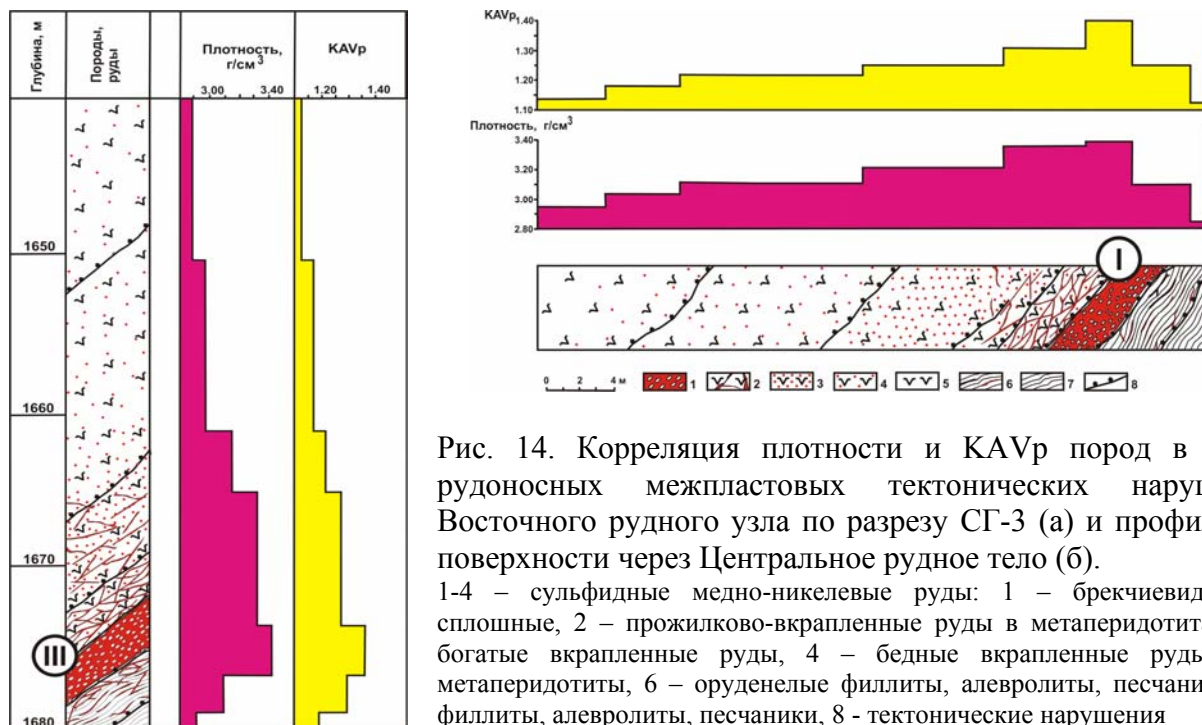 Глубина, м
Породы, руды
Плотность, г/см³
KAVp
3,00 3,40 1,20 1,40
1650
1660
1670
III
1680
KAVp
1.40
1.30
1.20
1.10
Плотность, г/см³
3.40
3.20
3.00
2.80
I
0 2 4 м 1 2 3 4 5 6 7 8
Рис. 14. Корреляция плотности и KAVp пород в
рудоносных межпластовых тектонических наруш
Восточного рудного узла по разрезу СГ-3 (а) и профи
поверхности через Центральное рудное тело (б).
1-4 – сульфидные медно-никелевые руды: 1 – брекчиевид
сплошные, 2 – прожилково-вкрапленные руды в метаперидотит
богатые вкрапленные руды, 4 – бедные вкрапленные руды
метаперидотиты, 6 – оруденелые филлиты, алевролиты, песчани
филлиты, алевролиты, песчаники, 8 - тектонические нарушения